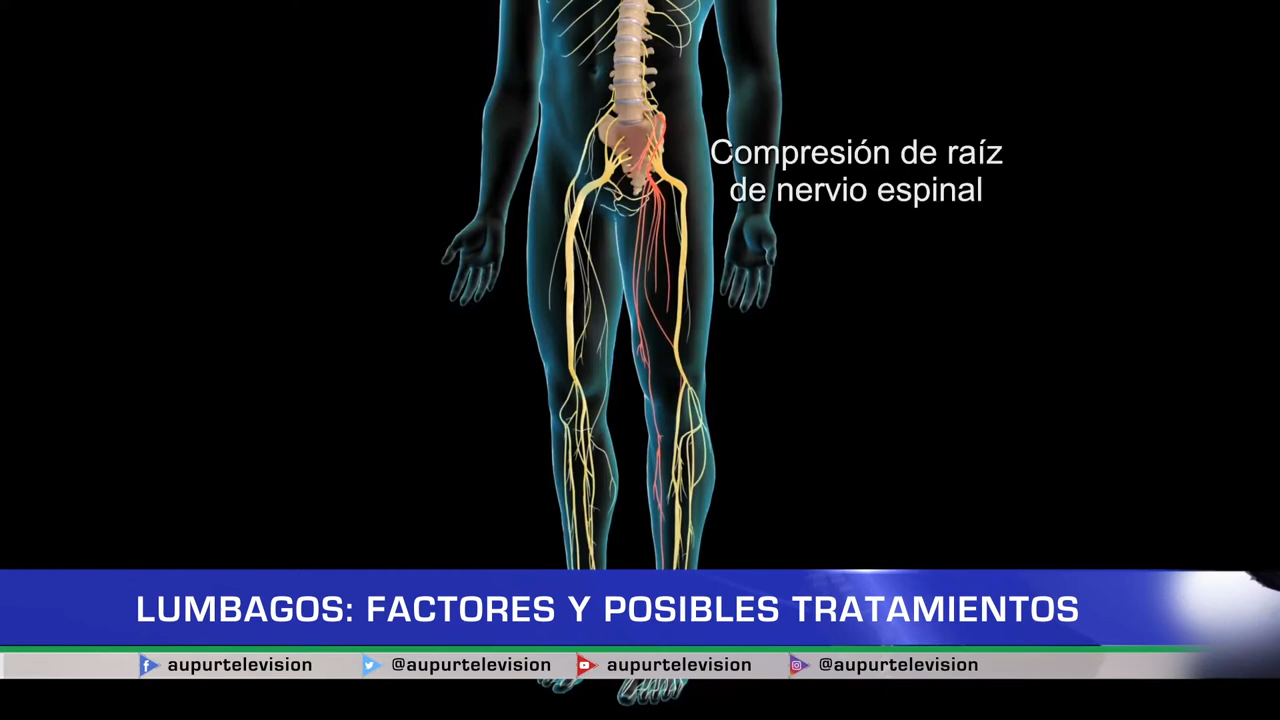 Compresión de raíz
de nervio espinal
LUMBAGOS: FACTORES Y POSIBLES TRATAMIENTOS
aupurtelevision @aupurtelevision aupurtelevision @aupurtelevision